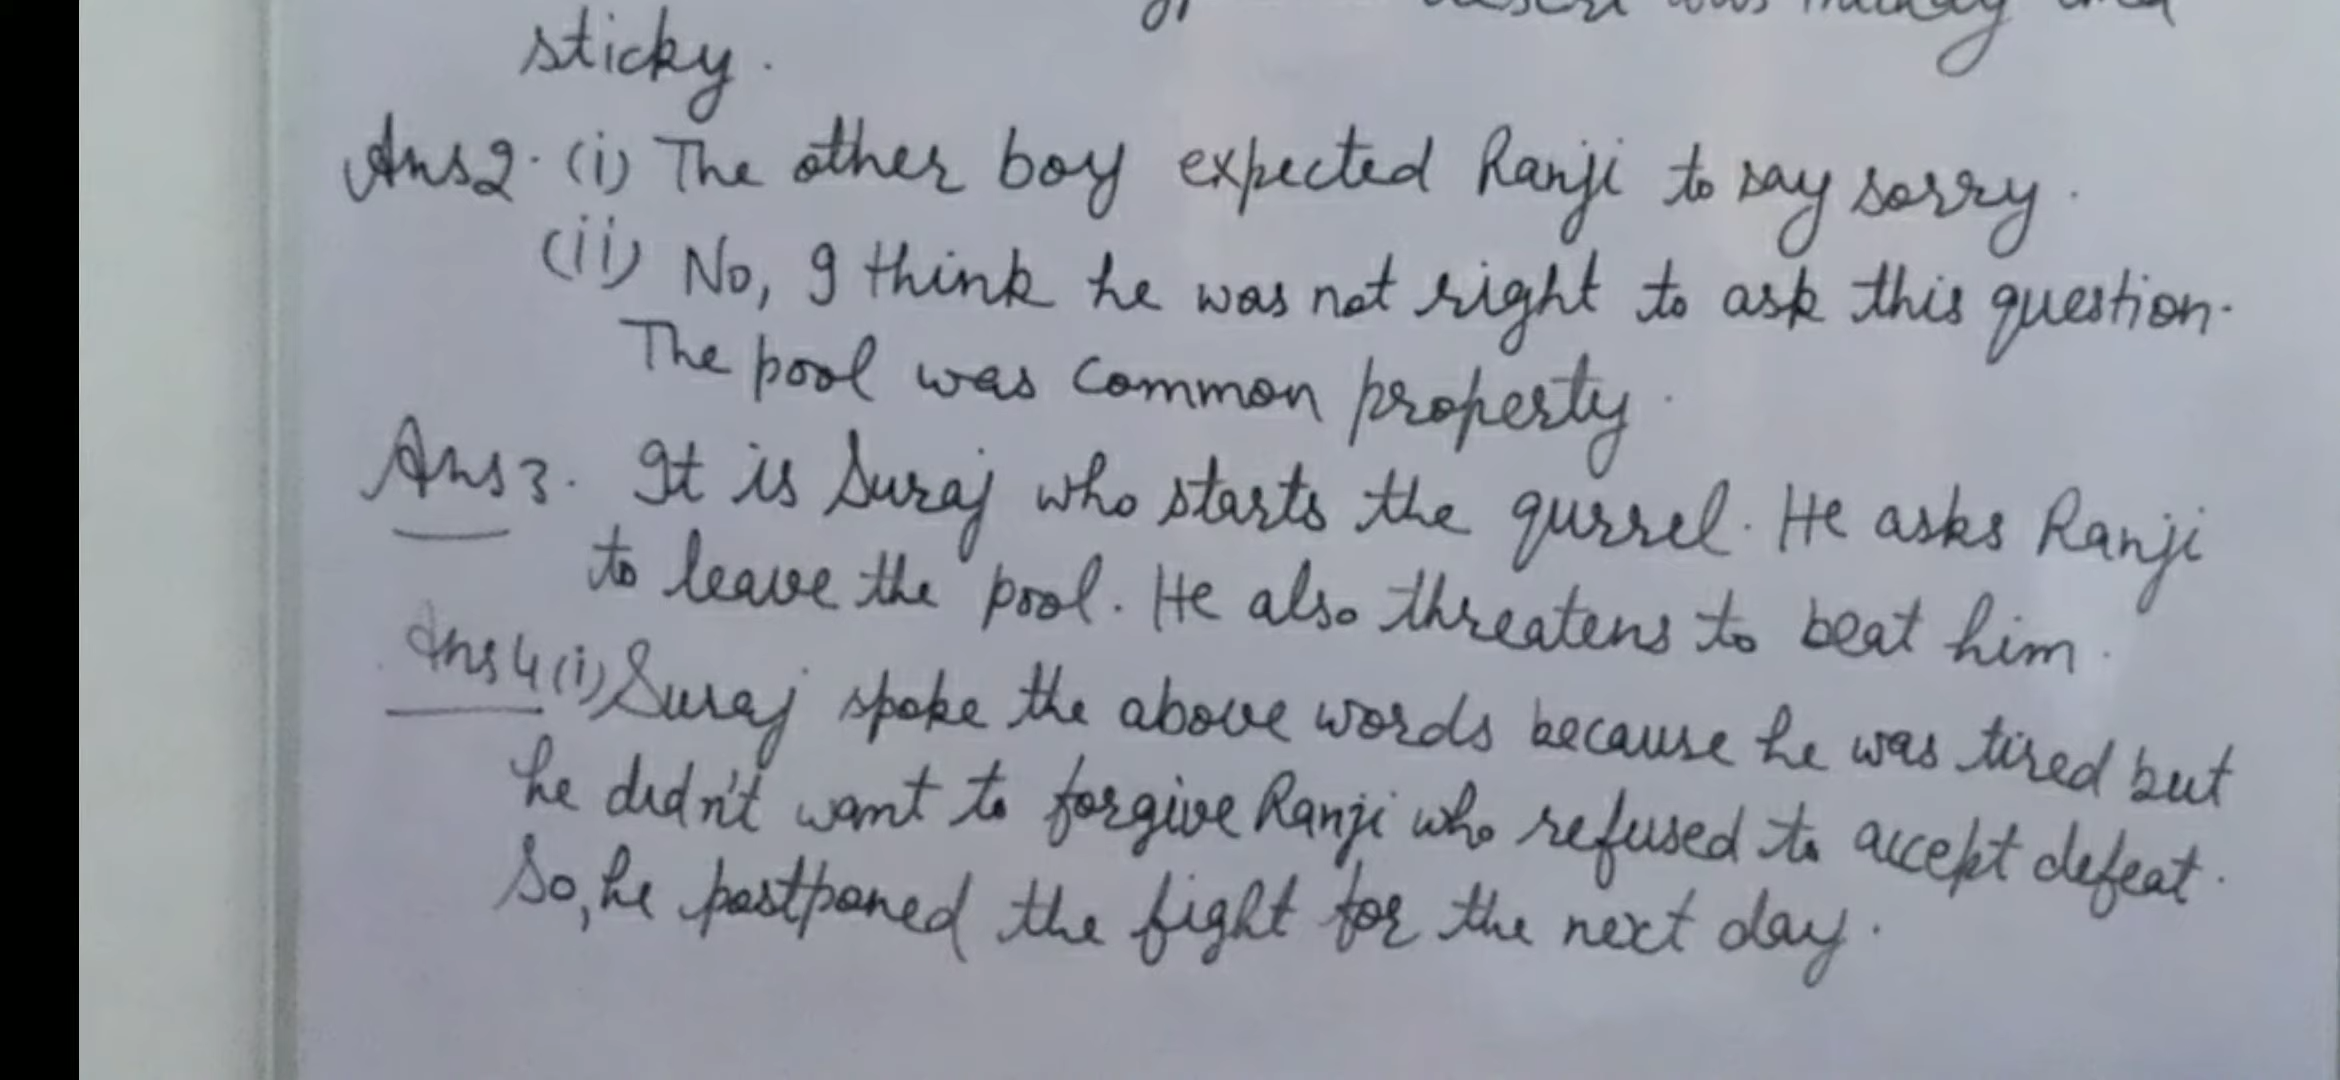 sticky.
Ans2. (i) The other boy expected Ranji to say sorry.
(ii) No, I think he was not right to ask this question.
The pool was common property.
Ans3. It is Suraj who starts the qurrel. He asks Ranji
to leave the pool. He also threatens to beat him.
Ans4(i) Suraj spoke the above words because he was tired but
he didn't want to forgive Ranji who refused to accept defeat.
So, he postponed the fight for the next day.